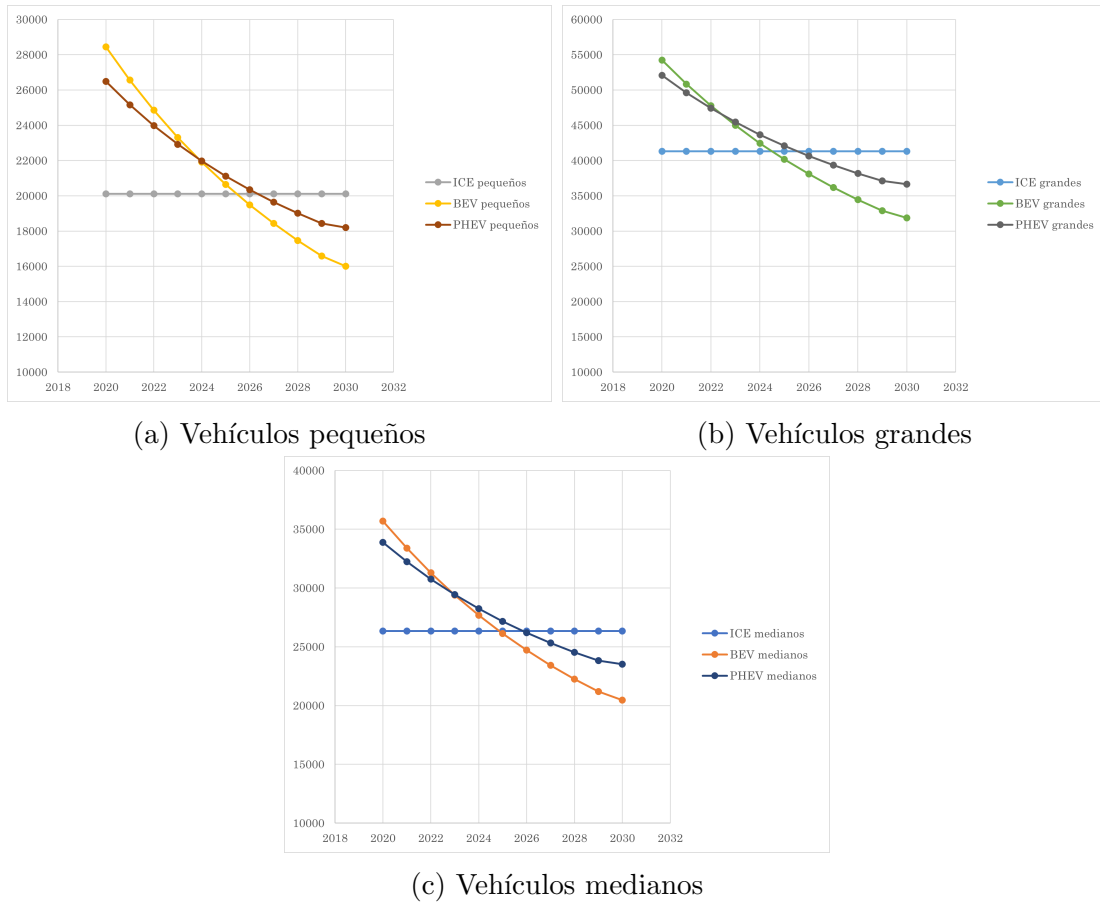 30000
28000
26000
24000
22000
20000
18000
16000
14000
12000
10000
2018 2020 2022 2024 2026 2028 2030 2032
ICE pequeños
BEV pequeños
PHEV pequeños
(a) Vehículos pequeños
60000
55000
50000
45000
40000
35000
30000
25000
20000
15000
10000
2018 2020 2022 2024 2026 2028 2030 2032
ICE grandes
BEV grandes
PHEV grandes
(b) Vehículos grandes
40000
35000
30000
25000
20000
15000
10000
2018 2020 2022 2024 2026 2028 2030 2032
ICE medianos
BEV medianos
PHEV medianos
(c) Vehículos medianos